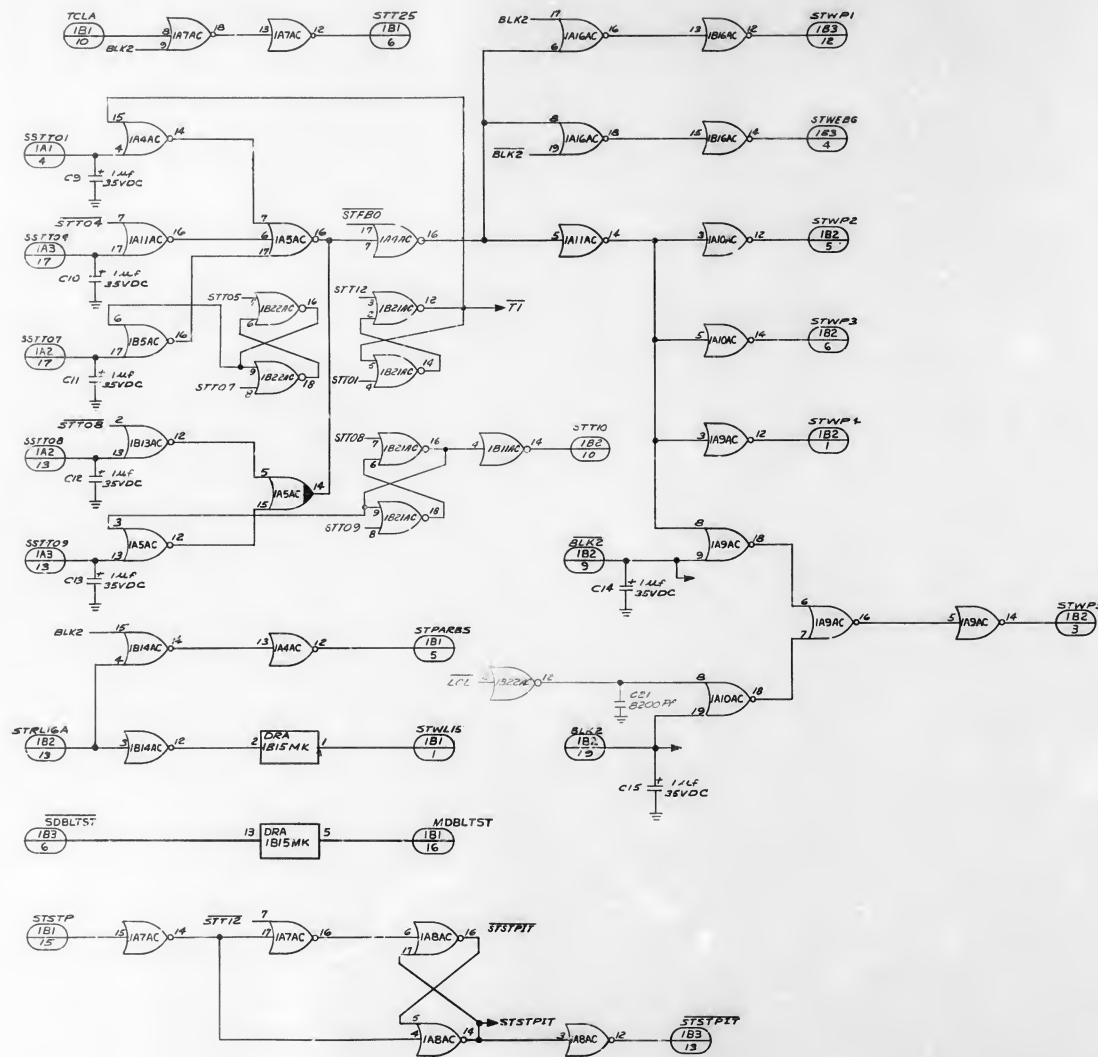 TCLA
1B1
10
8
BLK2
9
1A7AC
18
13
1A7AC
12
STT25
1B1
6
BLK2
17
6
1A16AC
16
13
1B16AC
12
STWP1
1B3
12
8
BLK2
19
1A16AC
18
15
1B16AC
14
STWEBG
1B3
4
SSTT01
1A1
4
15
4
1A4AC
14
C9
+ 1µf
35VDC
STT04
7
SSTT04
1A3
17
17
1A11AC
16
C10
+ 1µf
35VDC
7
6
17
1A5AC
16
STFB0
17
7
1A4AC
16
5
1A11AC
14
3
1A10AC
12
STWP2
1B2
5
SSTT07
1A2
17
6
17
1B5AC
16
C11
+ 1µf
35VDC
STT05
7
6
1B22AC
16
9
STT07
8
1B22AC
18
STT12
3
2
1B21AC
12
T1
5
STT01
4
1B21AC
14
5
1A10AC
14
STWP3
1B2
6
STT08
2
SSTT08
1A2
13
13
1B13AC
12
C12
+ 1µf
35VDC
5
15
1A5AC
14
STT08
7
6
1B21AC
16
4
1B11AC
14
STT10
1B2
10
9
STT09
8
1B21AC
18
3
1A9AC
12
STWP4
1B2
1
SSTT09
1A3
13
3
13
1A5AC
12
C13
+ 1µf
35VDC
BLK2
1B2
9
C14
+ 1µf
35VDC
8
9
1A9AC
18
6
7
1A9AC
16
5
1A9AC
14
1B2
3
BLK2
15
4
1B14AC
14
13
1A4AC
12
STPARBS
1B1
5
LCL
1B22AC
12
C21
8200PF
8
19
1A10AC
18
BLK2
1B2
19
C15
+ 1µf
35VDC
STRL16A
1B2
13
3
1B14AC
12
2
DRA
1B15MK
1
STWL15
1B1
1
SDBLTST
1B3
6
13
DRA
1B15MK
5
MDBLTST
1B1
16
STSTP
1B1
15
15
1A7AC
14
STT12
7
17
1A7AC
16
6
17
1A8AC
16
STSTPIT
5
4
1A8AC
14
STSTPIT
3
1A8AC
12
STSTPIT
1B3
13